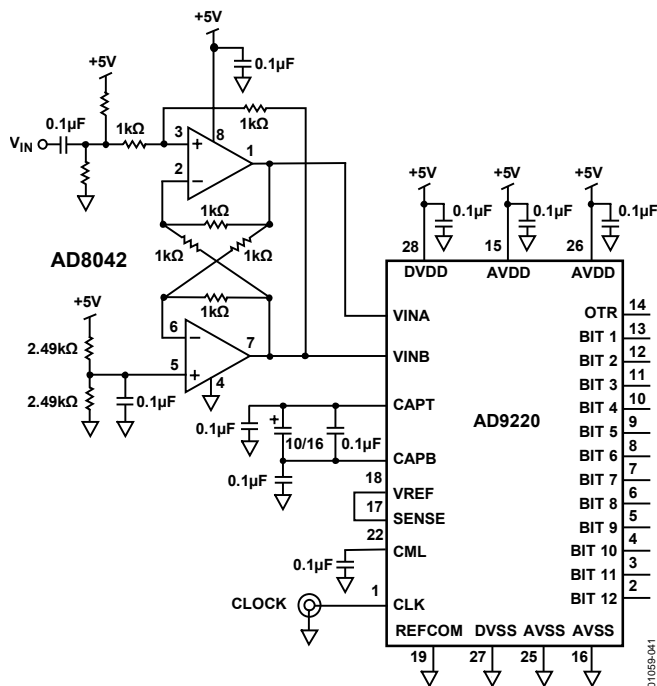 +5V
+5V
0.1µF
0.1µF
1kΩ
VIN
1kΩ
3
8
+
2
–
1
1kΩ
+5V
+5V
+5V
0.1µF
0.1µF
0.1µF
28
15
26
DVDD
AVDD
AVDD
AD8042
1kΩ
1kΩ
1kΩ
+5V
6
–
7
5
+
4
2.49kΩ
2.49kΩ
0.1µF
VINA
VINB
CAPT
+
0.1µF
10/16
0.1µF
CAPB
0.1µF
18
VREF
17
SENSE
22
CML
0.1µF
1
CLOCK
CLK
AD9220
OTR
14
BIT 1
13
BIT 2
12
BIT 3
11
BIT 4
10
BIT 5
9
BIT 6
8
BIT 7
7
BIT 8
6
BIT 9
5
BIT 10
4
BIT 11
3
BIT 12
2
REFCOM
DVSS
AVSS
AVSS
19
27
25
16
01059-041